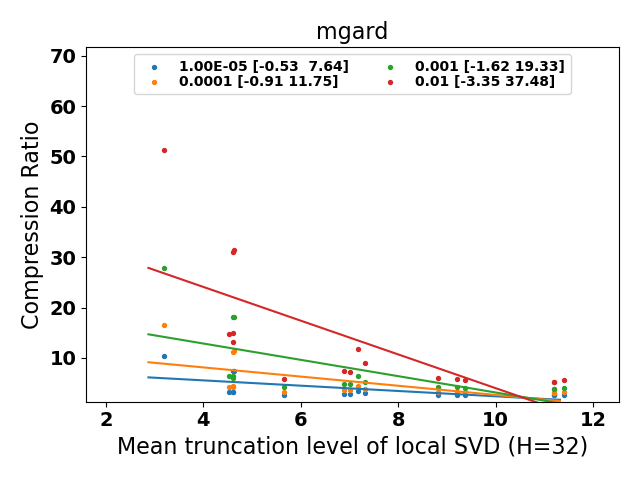 mgard
1.00E-05 [-0.53  7.64]
0.0001 [-0.91 11.75]
0.001 [-1.62 19.33]
0.01 [-3.35 37.48]
70
60
50
40
30
20
10
Compression Ratio
2 4 6 8 10 12
Mean truncation level of local SVD (H=32)